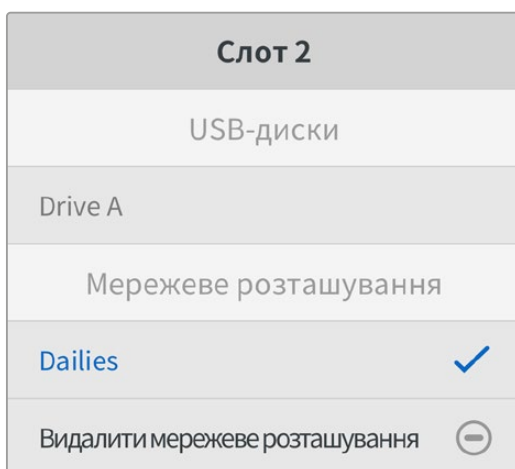 Слот 2
USB-диски
Drive A
Мережеве розташування
Dailies
Видалити мережеве розташування